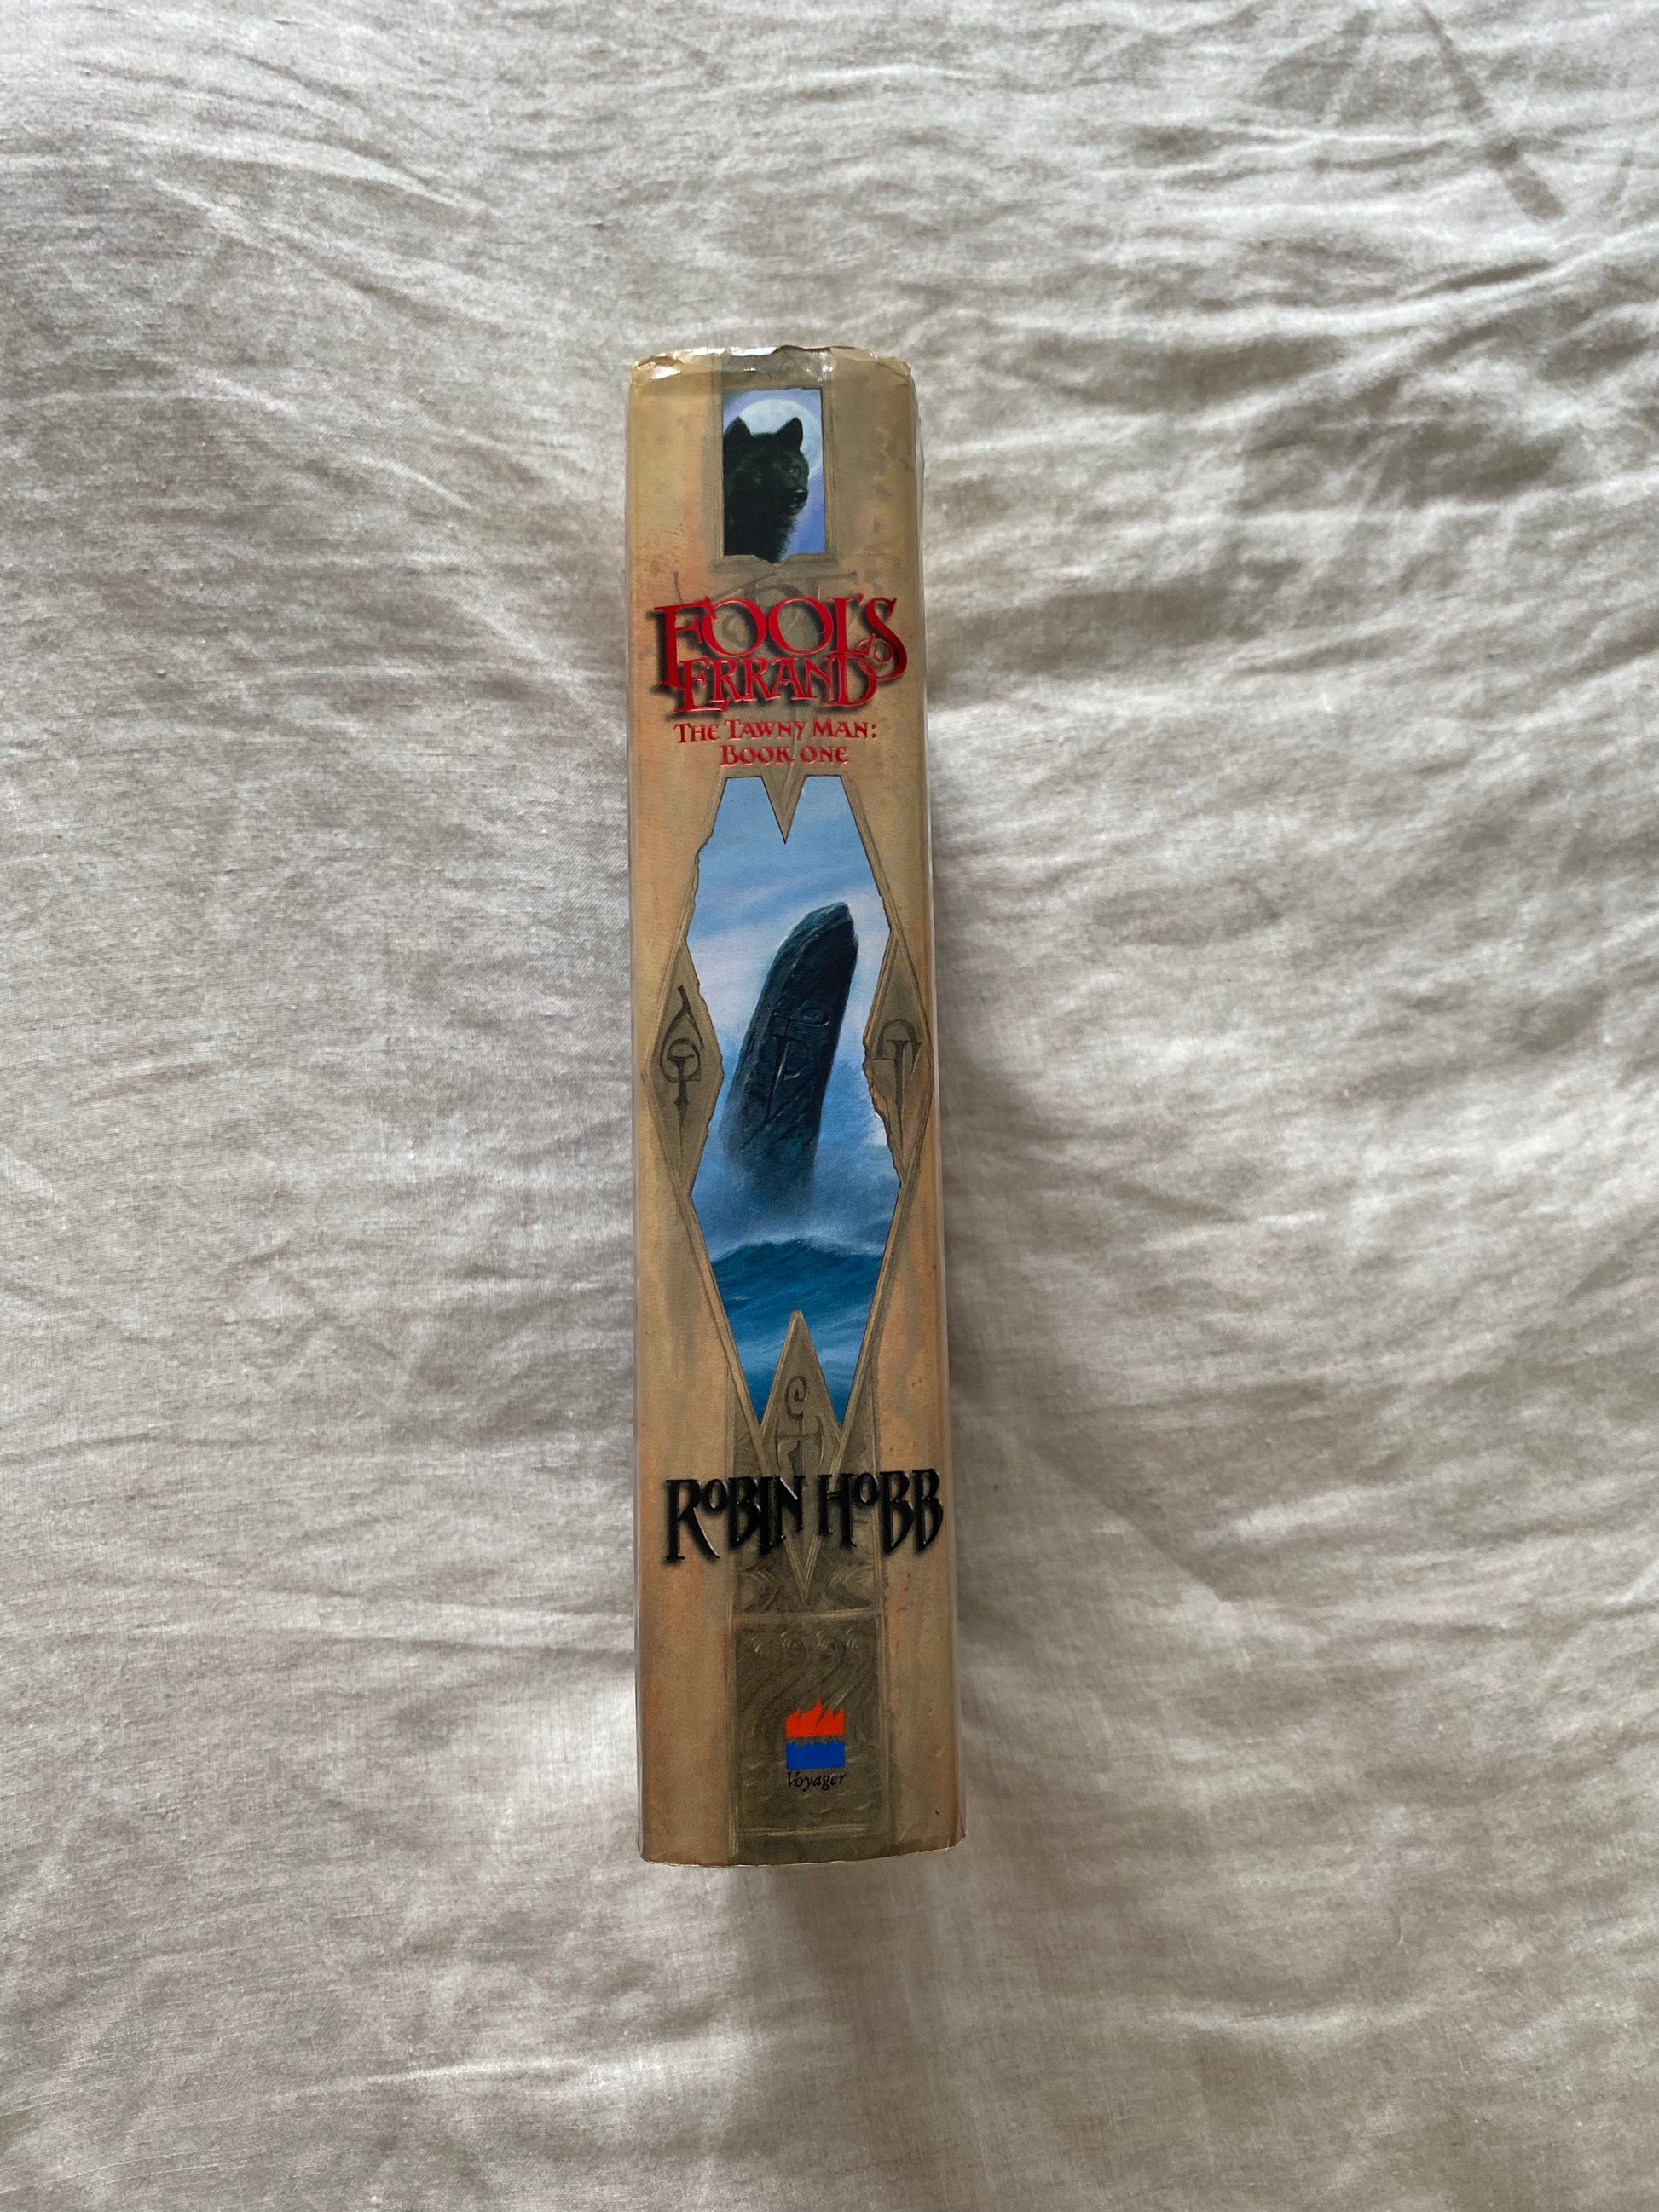 FOOL'S
ERRAND
THE TAWNY MAN:
BOOK ONE
ROBIN HOBB
Voyager